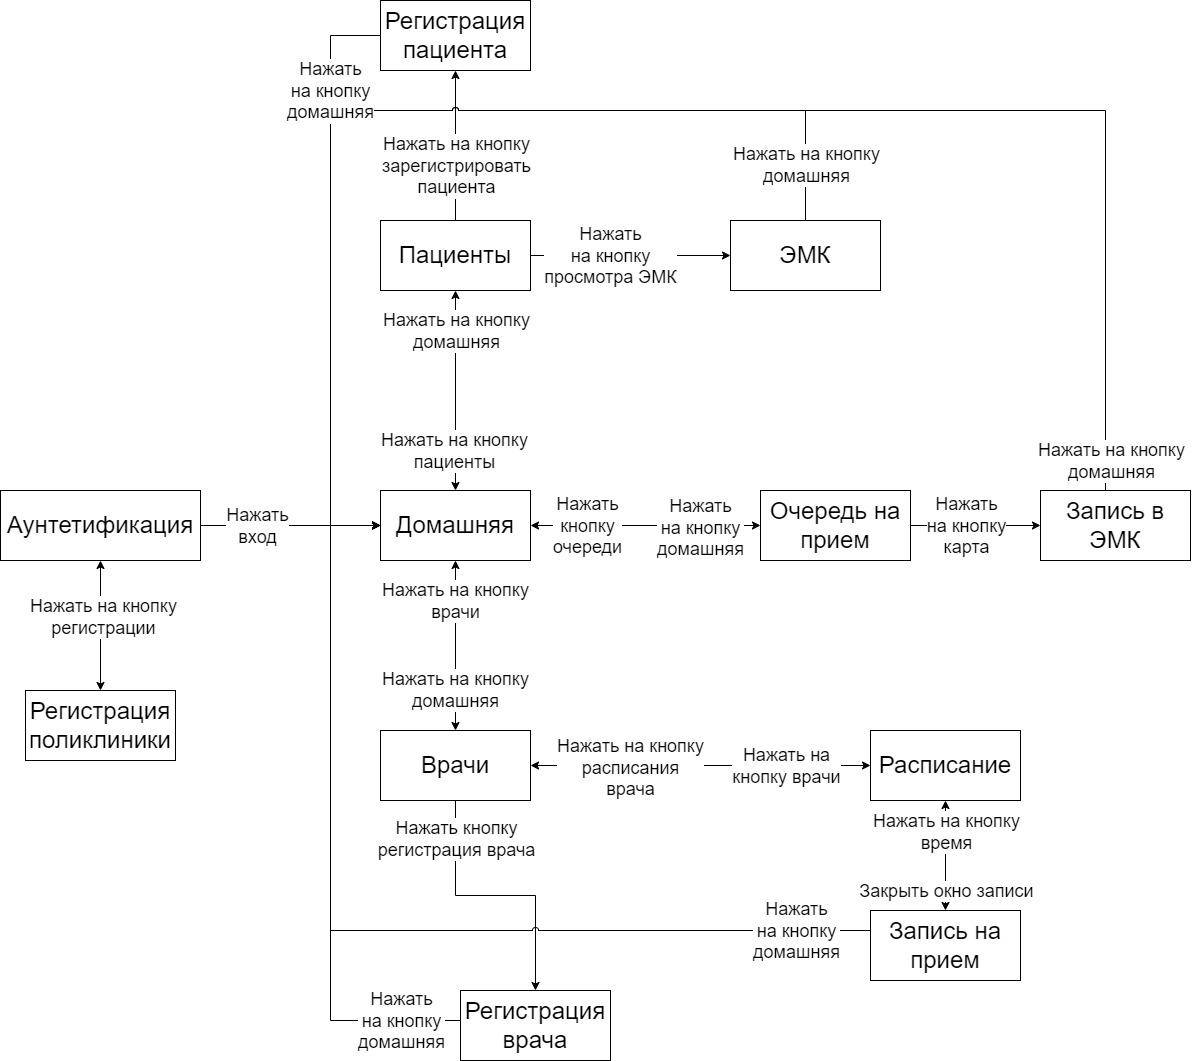 Регистрация
пациента
Нажать
на кнопку
домашняя
Нажать на кнопку
зарегистрировать
пациента
Нажать на кнопку
домашняя
Пациенты
Нажать
на кнопку
просмотра ЭМК
ЭМК
Нажать на кнопку
домашняя
Нажать на кнопку
пациенты
Нажать на кнопку
домашняя
Аунтетификация
Нажать
вход
Домашняя
Нажать
кнопку
очереди
Нажать
на кнопку
домашняя
Очередь на
прием
Нажать
на кнопку
карта
Запись в
ЭМК
Нажать на кнопку
регистрации
Нажать на кнопку
врачи
Регистрация
поликлиники
Нажать на кнопку
домашняя
Врачи
Нажать на кнопку
расписания
врача
Нажать на
кнопку врачи
Расписание
Нажать кнопку
регистрация врача
Нажать на кнопку
время
Закрыть окно записи
Нажать
на кнопку
домашняя
Запись на
прием
Нажать
на кнопку
домашняя
Регистрация
врача